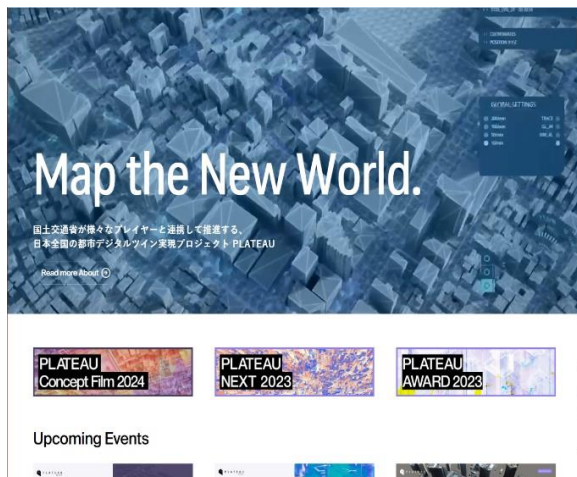 GLOBAL SETTINGS
Map the New World.
国土交通省が様々なプレイヤーと連携して推進する、
日本全国の都市デジタルツイン実現プロジェクト PLATEAU
Read more About
PLATEAU
Concept Film 2024
PLATEAU
NEXT 2023
PLATEAU
AWARD 2023
Upcoming Events